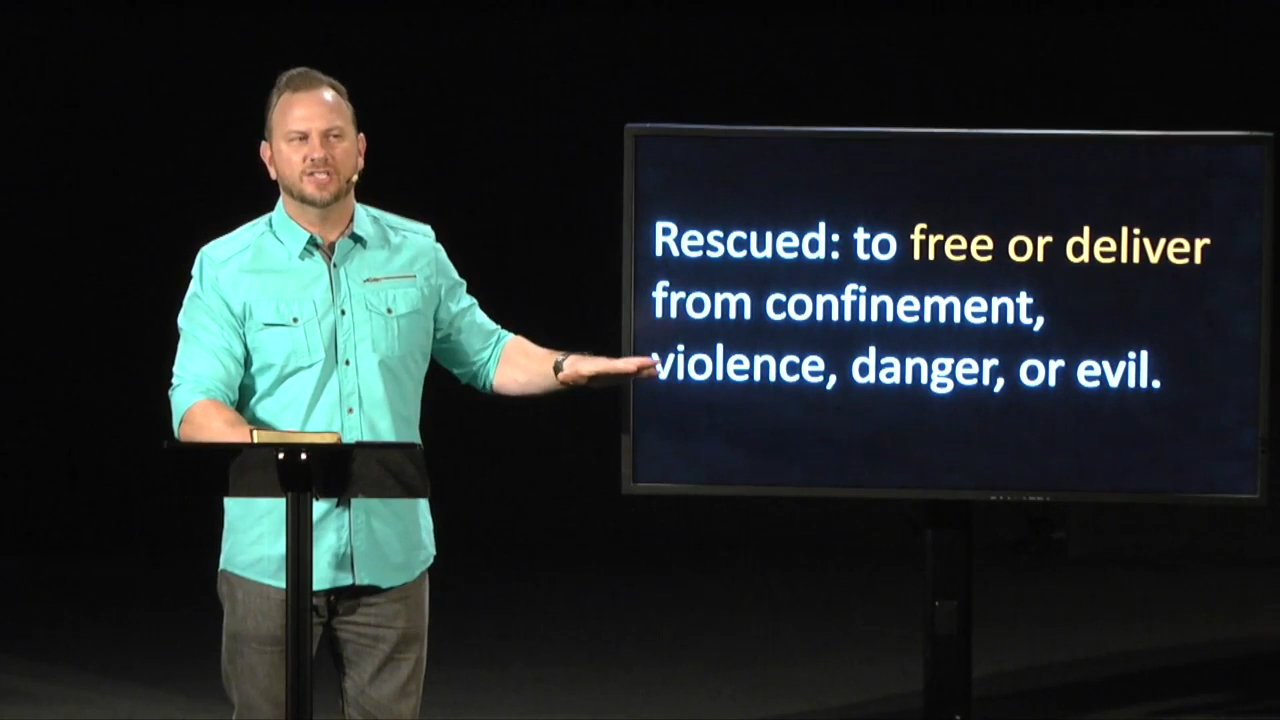 Rescued: to free or deliver
from confinement,
violence, danger, or evil.